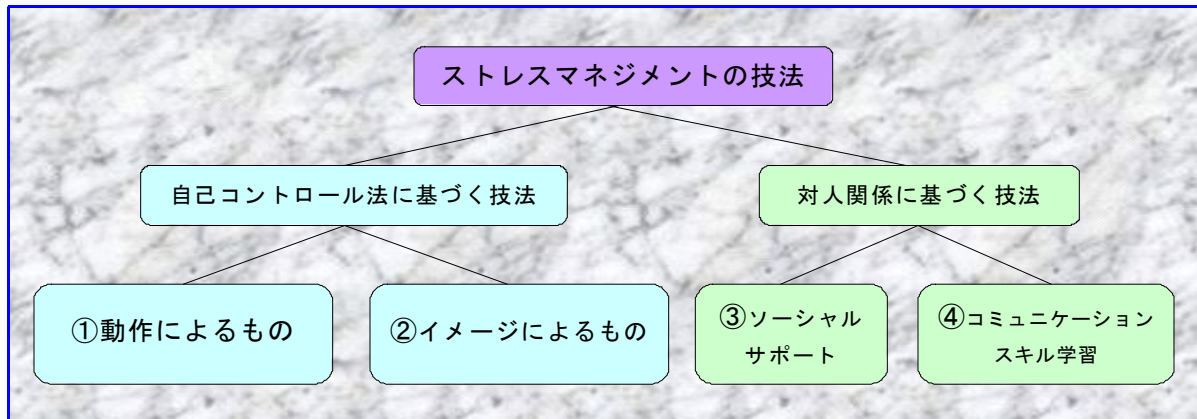 ストレスマネジメントの技法
自己コントロール法に基づく技法
対人関係に基づく技法
①動作によるもの
②イメージによるもの
③ソーシャル
サポート
④コミュニケーション
スキル学習